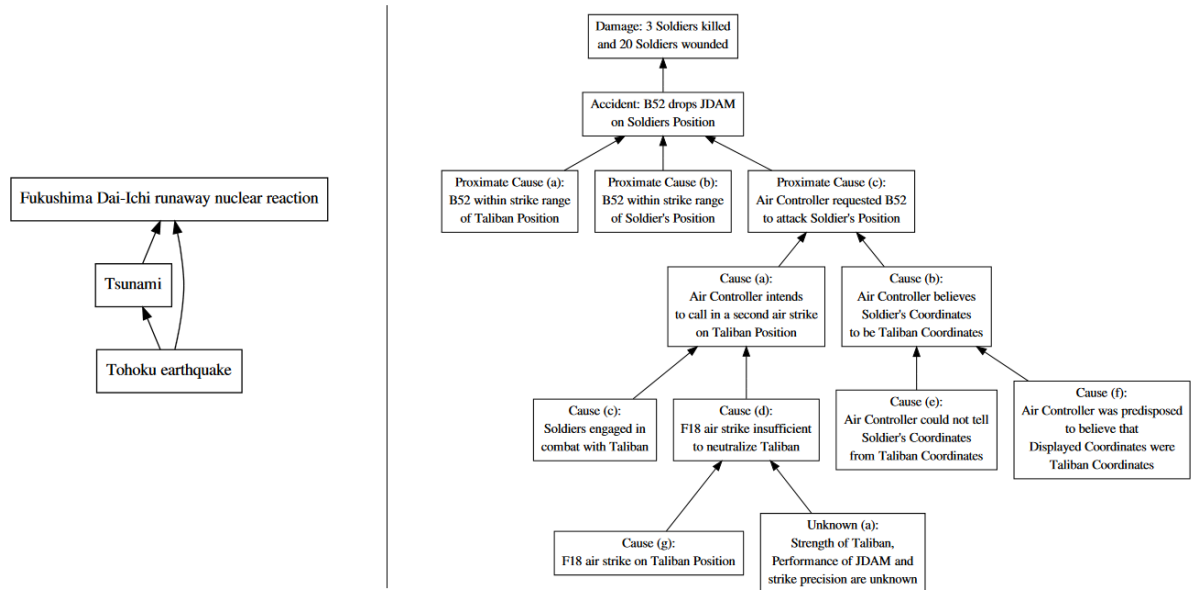 Fukushima Dai-Ichi runaway nuclear reaction
Tsunami
Tohoku earthquake
Damage: 3 Soldiers killed
and 20 Soldiers wounded
Accident: B52 drops JDAM
on Soldiers Position
Proximate Cause (a):
B52 within strike range
of Taliban Position
Proximate Cause (b):
B52 within strike range
of Soldier's Position
Proximate Cause (c):
Air Controller requested B52
to attack Soldier's Position
Cause (a):
Air Controller intends
to call in a second air strike
on Taliban Position
Cause (b):
Air Controller believes
Soldier's Coordinates
to be Taliban Coordinates
Cause (c):
Soldiers engaged in
combat with Taliban
Cause (d):
F18 air strike insufficient
to neutralize Taliban
Cause (e):
Air Controller could not tell
Soldier's Coordinates
from Taliban Coordinates
Cause (f):
Air Controller was predisposed
to believe that
Displayed Coordinates were
Taliban Coordinates
Cause (g):
F18 air strike on Taliban Position
Unknown (a):
Strength of Taliban,
Performance of JDAM and
strike precision are unknown